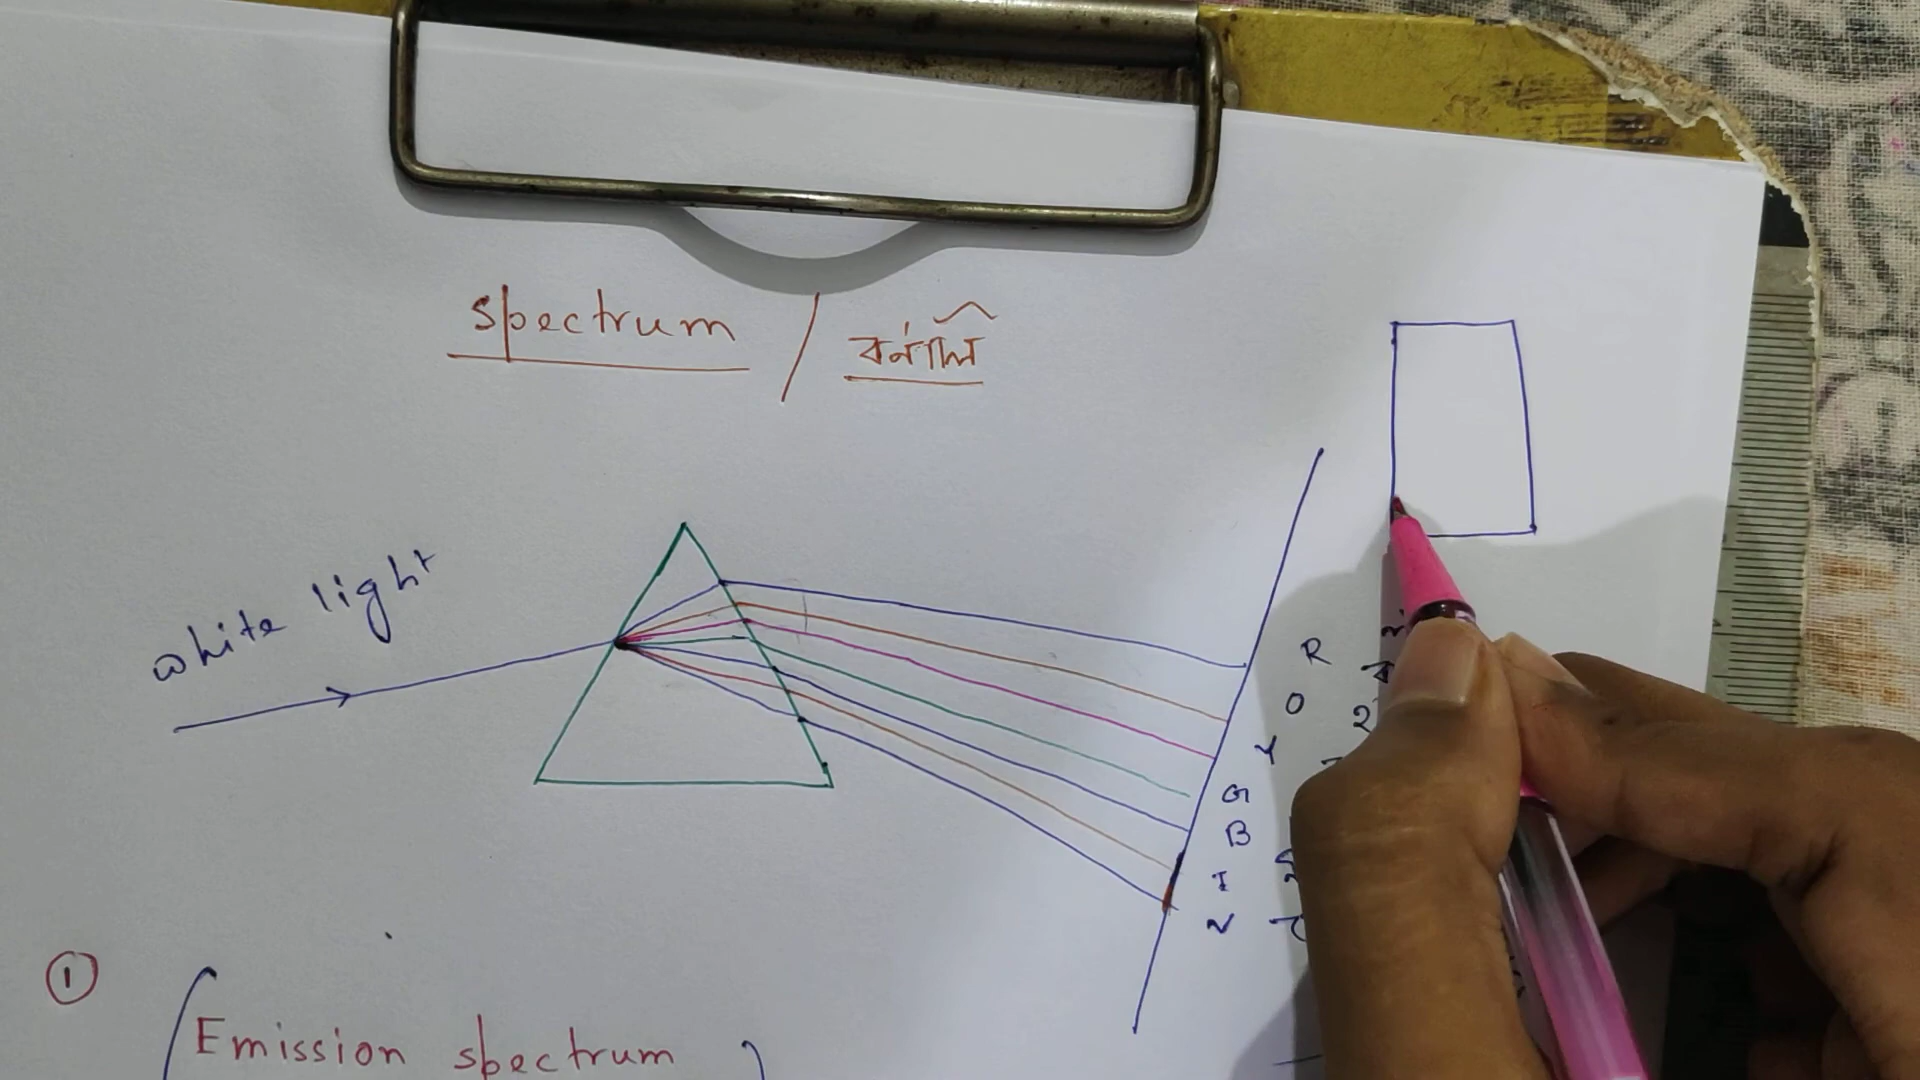 Spectrum / বর্ণালি
white light
R
O
Y
G
B
I
V
①
Emission spectrum